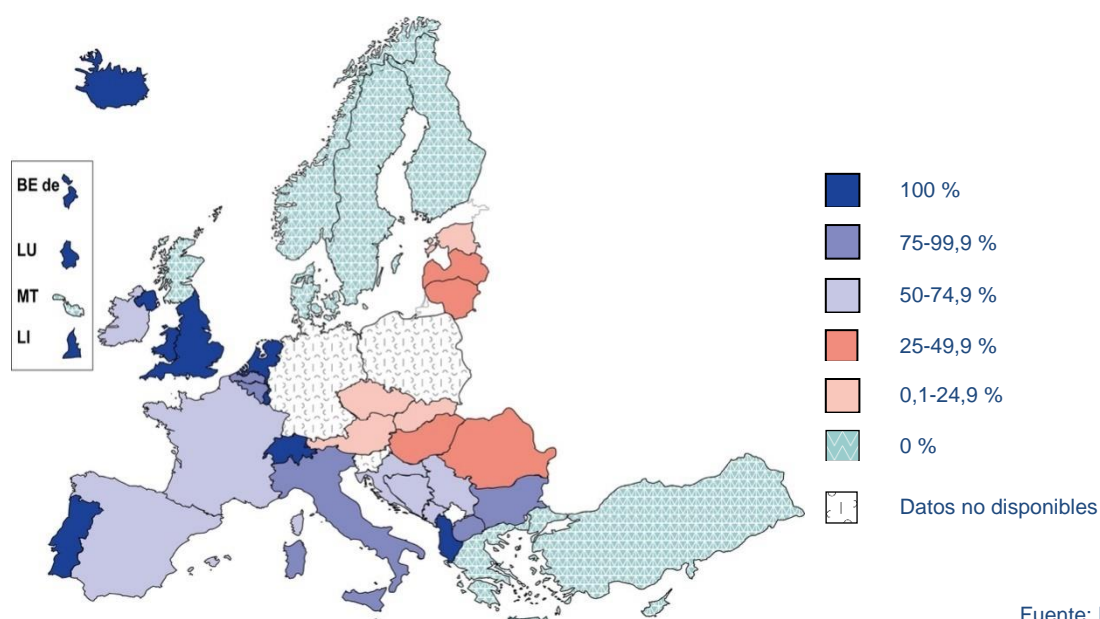 BE de
LU
MT
LI
100 %
75-99,9 %
50-74,9 %
25-49,9 %
0,1-24,9 %
0 %
Datos no disponibles
Fuente: